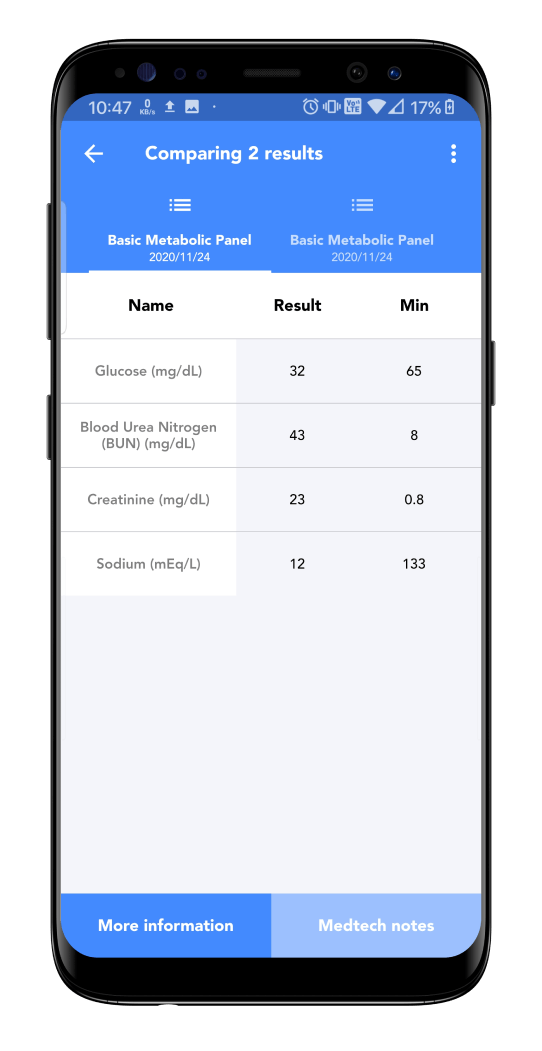 10:47 0 KB/s VoLTE 17%
Comparing 2 results
Basic Metabolic Panel Basic Metabolic Panel
2020/11/24 2020/11/24
Name Result Min
Glucose (mg/dL) 32 65
Blood Urea Nitrogen
(BUN) (mg/dL) 43 8
Creatinine (mg/dL) 23 0.8
Sodium (mEq/L) 12 133
More information Medtech notes